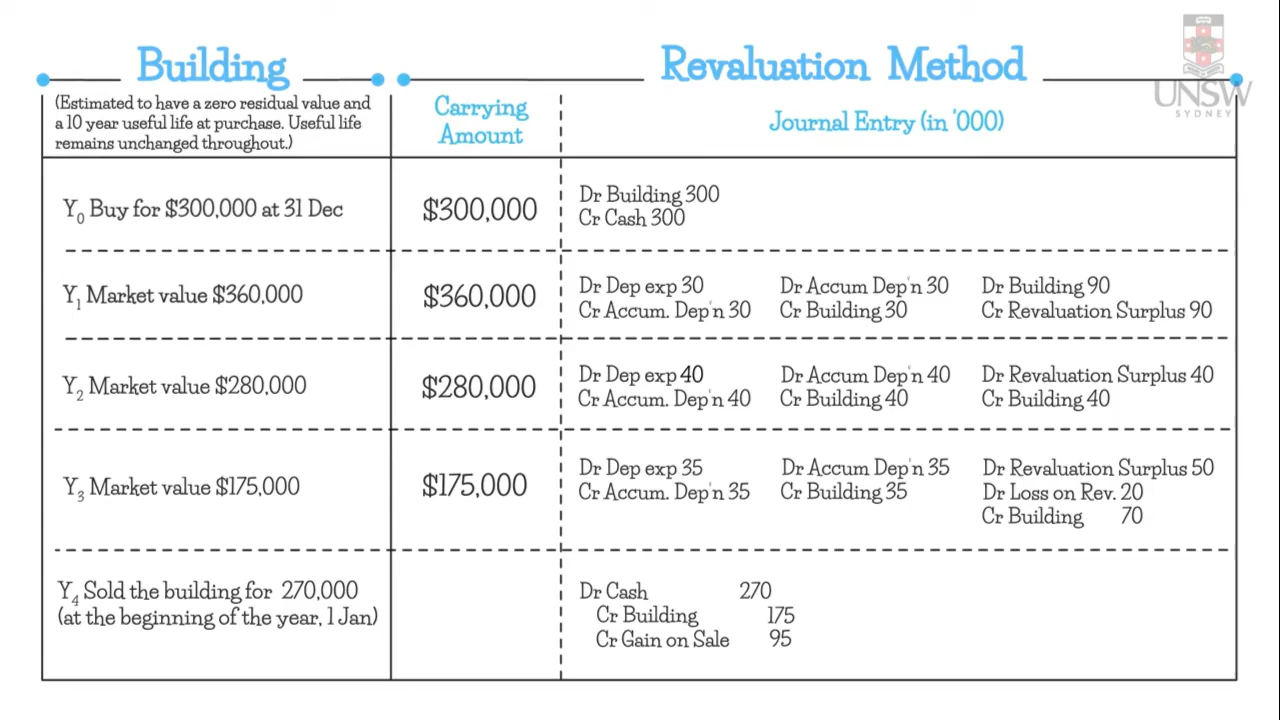 Building
Revaluation Method
UNSW
SYDNEY
(Estimated to have a zero residual value and
a 10 year useful life at purchase. Useful life
remains unchanged throughout.)
Carrying
Amount
Journal Entry (in '000)
Y₀ Buy for $300,000 at 31 Dec
$300,000
Dr Building 300
Cr Cash 300
Y₁ Market value $360,000
$360,000
Dr Dep exp 30
Cr Accum. Dep'n 30
Dr Accum Dep'n 30
Cr Building 30
Dr Building 90
Cr Revaluation Surplus 90
Y₂ Market value $280,000
$280,000
Dr Dep exp 40
Cr Accum. Dep'n 40
Dr Accum Dep'n 40
Cr Building 40
Dr Revaluation Surplus 40
Cr Building 40
Y₃ Market value $175,000
$175,000
Dr Dep exp 35
Cr Accum. Dep'n 35
Dr Accum Dep'n 35
Cr Building 35
Dr Revaluation Surplus 50
Dr Loss on Rev. 20
Cr Building 70
Y₄ Sold the building for 270,000
(at the beginning of the year, 1 Jan)
Dr Cash 270
Cr Building 175
Cr Gain on Sale 95